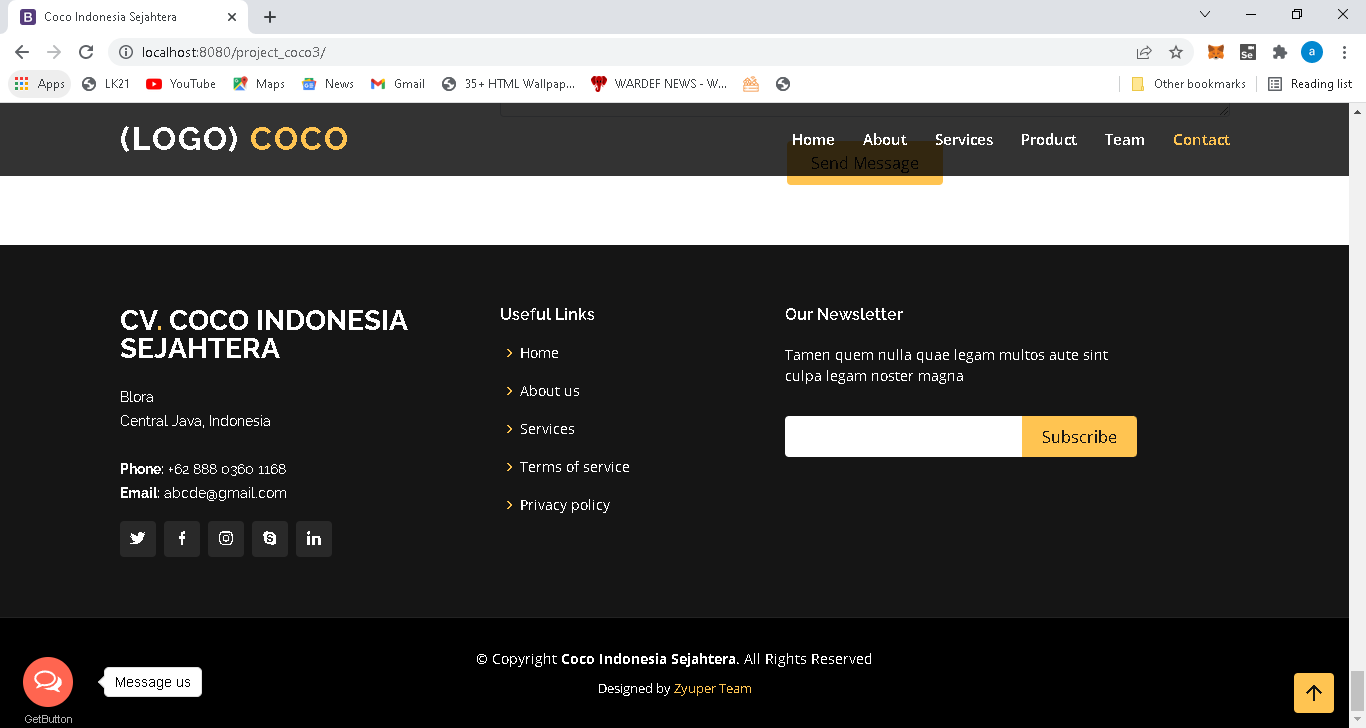 Coco Indonesia Sejahtera
localhost:8080/project_coco3/
Se
a
Apps LK21 YouTube Maps News Gmail 35+ HTML Wallpap... WARDEF NEWS - W... Other bookmarks Reading list
(LOGO) COCO
Home About Services Product Team Contact
Send Message
CV. COCO INDONESIA
SEJAHTERA
Blora
Central Java, Indonesia
Phone: +62 888 0360 1168
Email: abcde@gmail.com
Useful Links
Home
About us
Services
Terms of service
Privacy policy
Our Newsletter
Tamen quem nulla quae legam multos aute sint
culpa legam noster magna
Subscribe
© Copyright Coco Indonesia Sejahtera. All Rights Reserved
Designed by Zyuper Team
Message us
GetButton